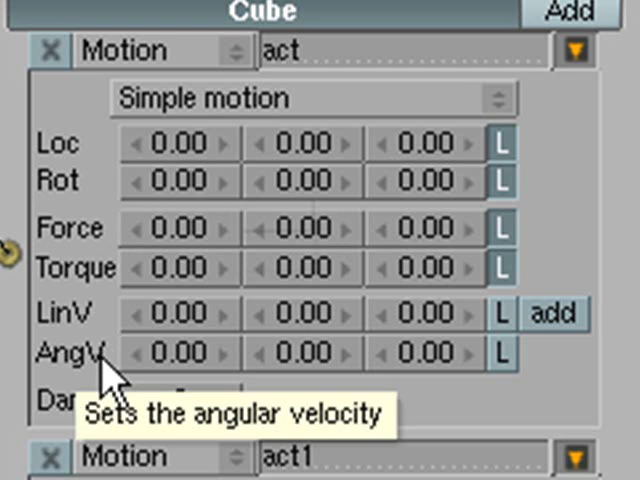 Cube Add
X Motion act
Simple motion
Loc 0.00 0.00 0.00 L
Rot 0.00 0.00 0.00 L
Force 0.00 0.00 0.00 L
Torque 0.00 0.00 0.00 L
LinV 0.00 0.00 0.00 L add
AngV 0.00 0.00 0.00 L
Sets the angular velocity
X Motion act1